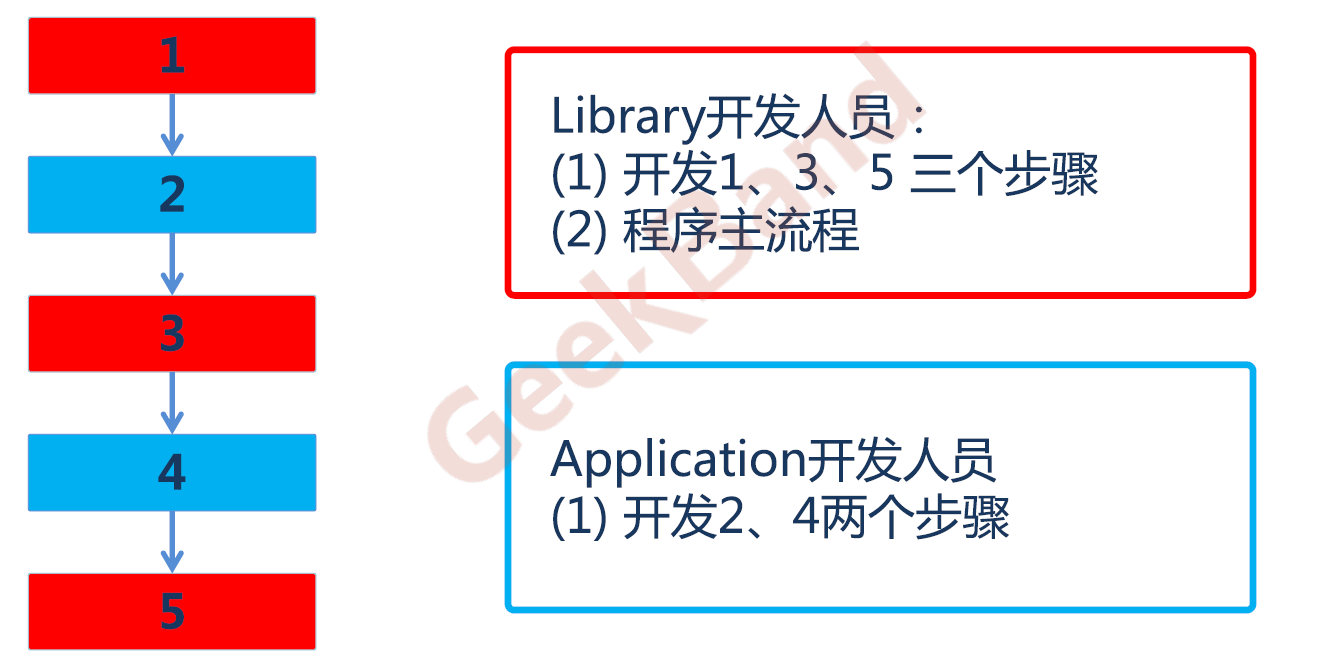 1
2
3
4
5
Library开发人员：
(1) 开发1、3、5 三个步骤
(2) 程序主流程
Application开发人员
(1) 开发2、4两个步骤
GeekBand